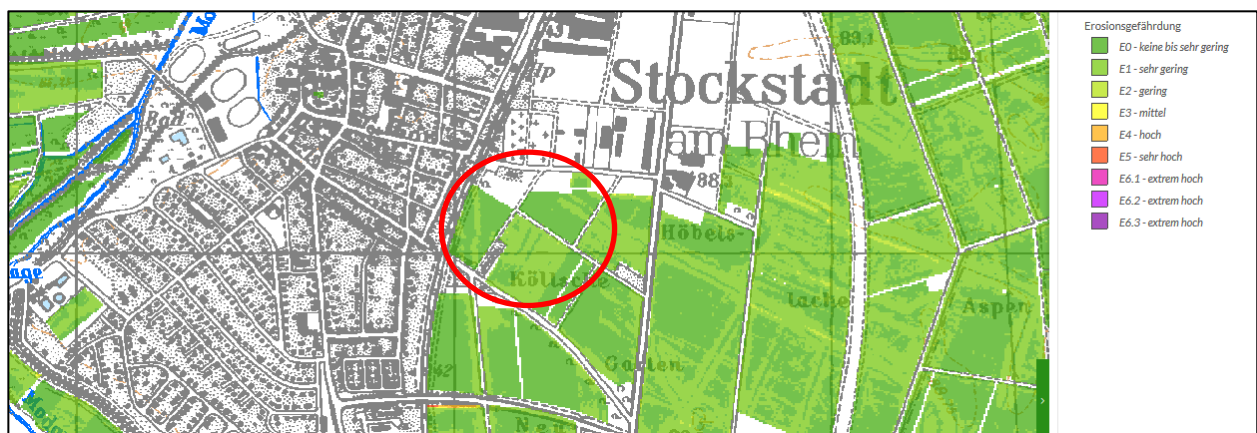 Stockstadt
am Rhein
89,1
88
Höbels-
lache
Köllsche
Garten-
Aspen
Erosionsgefährdung
E0 - keine bis sehr gering
E1 - sehr gering
E2 - gering
E3 - mittel
E4 - hoch
E5 - sehr hoch
E6.1 - extrem hoch
E6.2 - extrem hoch
E6.3 - extrem hoch